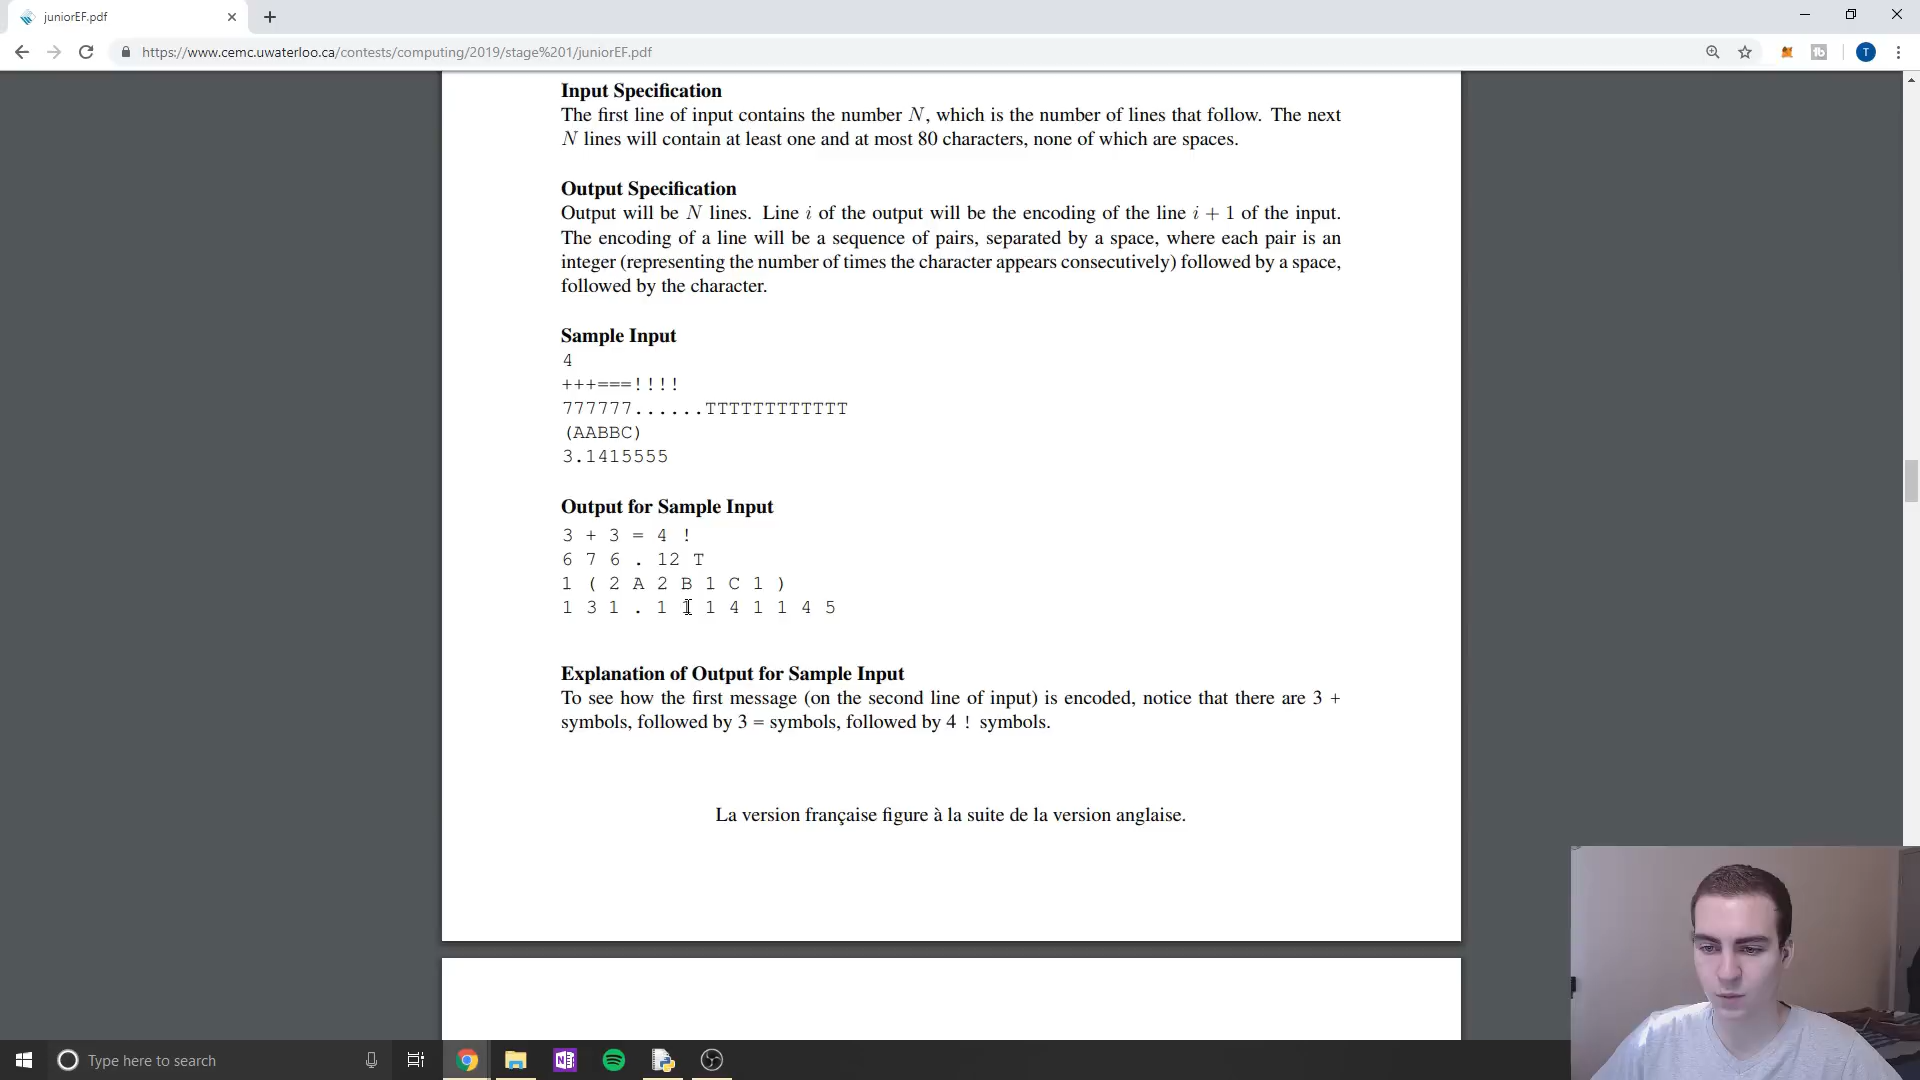 juniorEF.pdf
https://www.cemc.uwaterloo.ca/contests/computing/2019/stage%201/juniorEF.pdf
T
Input Specification
The first line of input contains the number N, which is the number of lines that follow. The next
N lines will contain at least one and at most 80 characters, none of which are spaces.
Output Specification
Output will be N lines. Line i of the output will be the encoding of the line i + 1 of the input.
The encoding of a line will be a sequence of pairs, separated by a space, where each pair is an
integer (representing the number of times the character appears consecutively) followed by a space,
followed by the character.
Sample Input
4
+++===!!!!
777777......TTTTTTTTTTTT
(AABBC)
3.1415555
Output for Sample Input
3 + 3 = 4 !
6 7 6 . 12 T
1 ( 2 A 2 B 1 C 1 )
1 3 1 . 1 1 1 4 1 1 4 5
Explanation of Output for Sample Input
To see how the first message (on the second line of input) is encoded, notice that there are 3 +
symbols, followed by 3 = symbols, followed by 4 ! symbols.
La version française figure à la suite de la version anglaise.
Type here to search